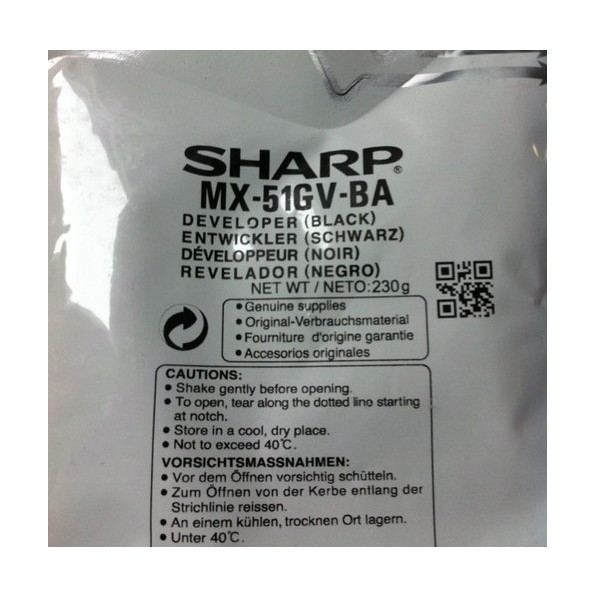 SHARP®
MX-51GV-BA
DEVELOPER (BLACK)
ENTWICKLER (SCHWARZ)
DÉVELOPPEUR (NOIR)
REVELADOR (NEGRO)
NET WT / NETO:230g
• Genuine supplies
• Original-Verbrauchsmaterial
• Fourniture d'origine garantie
• Accesorios originales
CAUTIONS:
• Shake gently before opening.
• To open, tear along the dotted line starting
at notch.
• Store in a cool, dry place.
• Not to exceed 40℃.
VORSICHTSMASSNAHMEN:
• Vor dem Öffnen vorsichtig schütteln.
• Zum Öffnen von der Kerbe entlang der
Strichlinie reissen.
• An einem kühlen, trocknen Ort lagern.
• Unter 40℃.